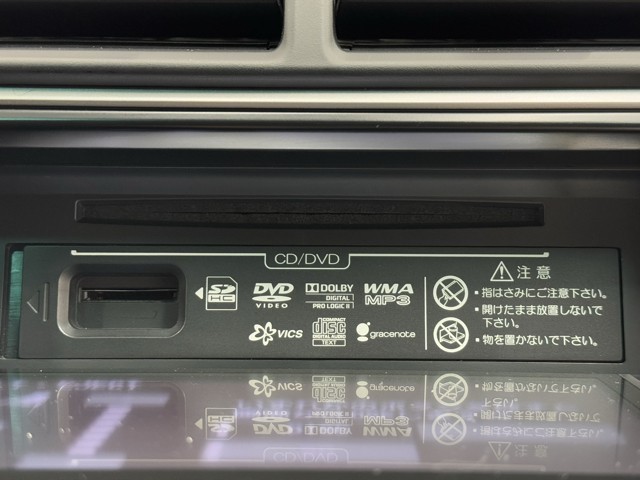 CD/DVD
SD
HC
DVD
VIDEO
DOLBY
DIGITAL
PRO LOGIC II
WMA
MP3
VICS
COMPACT
disc
DIGITAL AUDIO
TEXT
gracenote
注意
・指はさみにご注意下さい。
・開けたまま放置しないで
下さい。
・物を置かないで下さい。